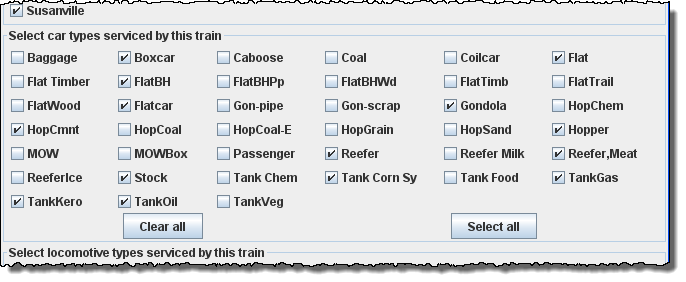 Susanville
Select car types serviced by this train
Baggage Boxcar Caboose Coal Coilcar Flat
Flat Timber FlatBH FlatBHPp FlatBHWd FlatTimb FlatTrail
FlatWood Flatcar Gon-pipe Gon-scrap Gondola HopChem
HopCmnt HopCoal HopCoal-E HopGrain HopSand Hopper
MOW MOWBox Passenger Reefer Reefer Milk Reefer,Meat
ReeferIce Stock Tank Chem Tank Corn Sy Tank Food TankGas
TankKero TankOil TankVeg
Clear all Select all
Select locomotive types serviced by this train